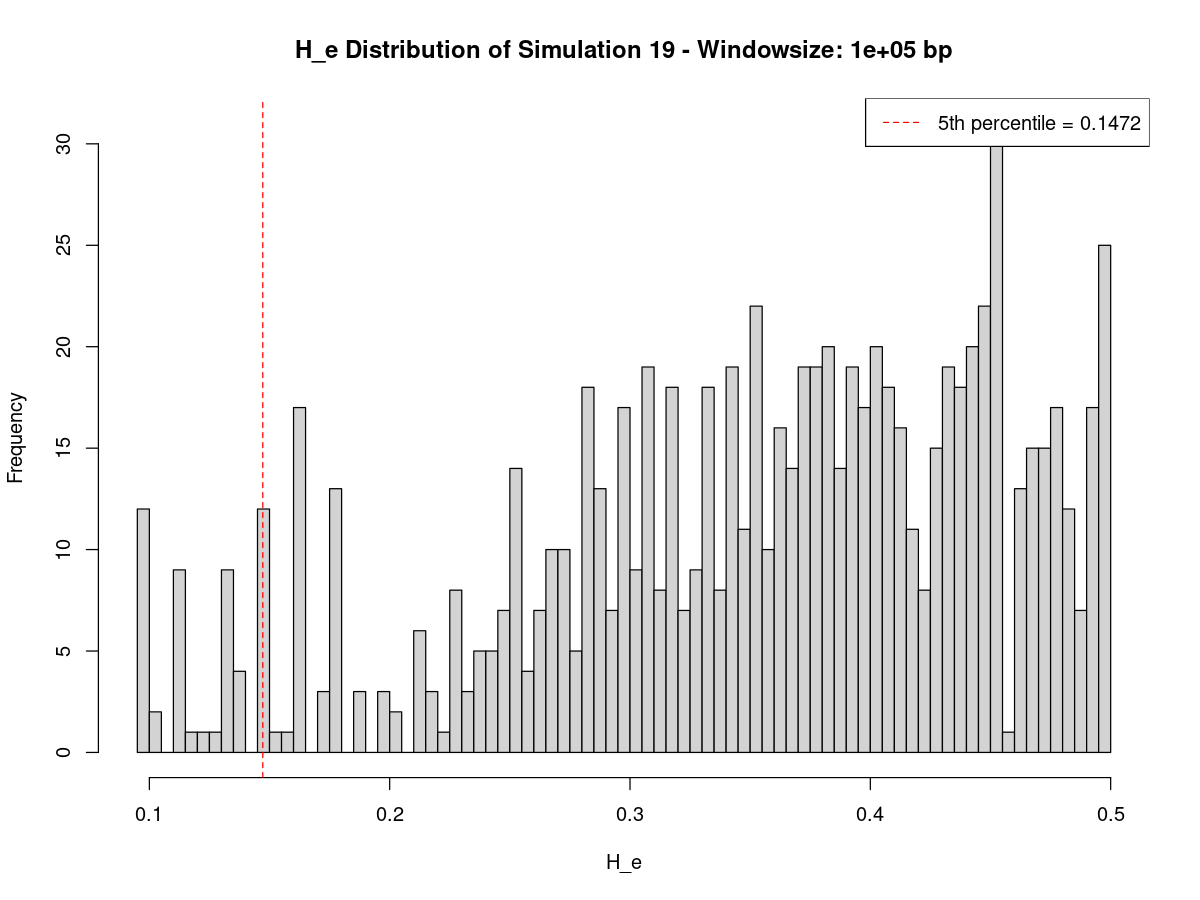 H_e Distribution of Simulation 19 - Windowsize: 1e+05 bp
5th percentile = 0.1472
Frequency
30
25
20
15
10
5
0
0.1 0.2 0.3 0.4 0.5
H_e